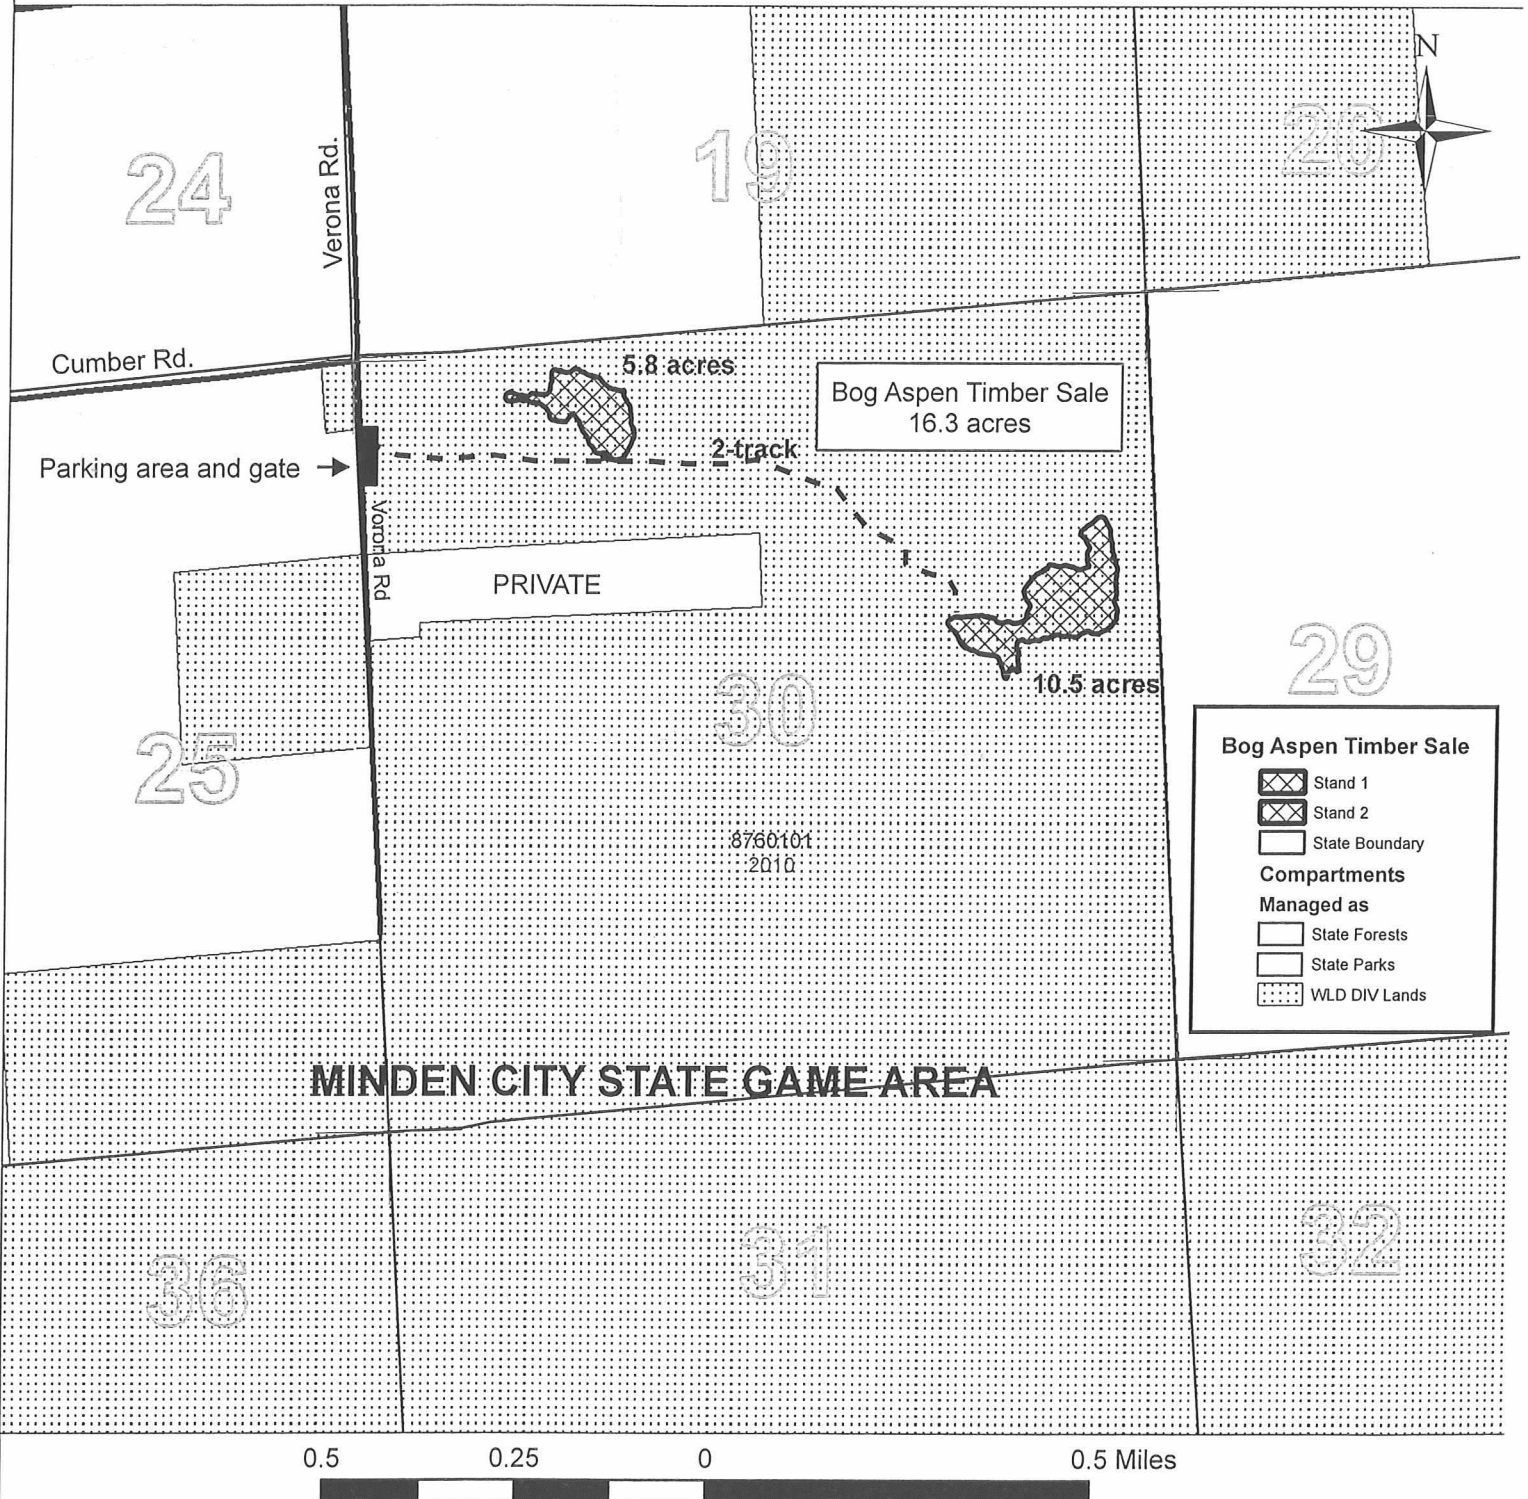 N
24
19
20
Verona Rd.
Cumber Rd.
5.8 acres
Bog Aspen Timber Sale
16.3 acres
2-track
Parking area and gate
Verona Rd
PRIVATE
29
10.5 acres
30
25
Bog Aspen Timber Sale
Stand 1
Stand 2
State Boundary
Compartments
Managed as
State Forests
State Parks
WLD DIV Lands
8760101
2010
MINDEN CITY STATE GAME AREA
36
31
32
0.5 0.25 0 0.5 Miles